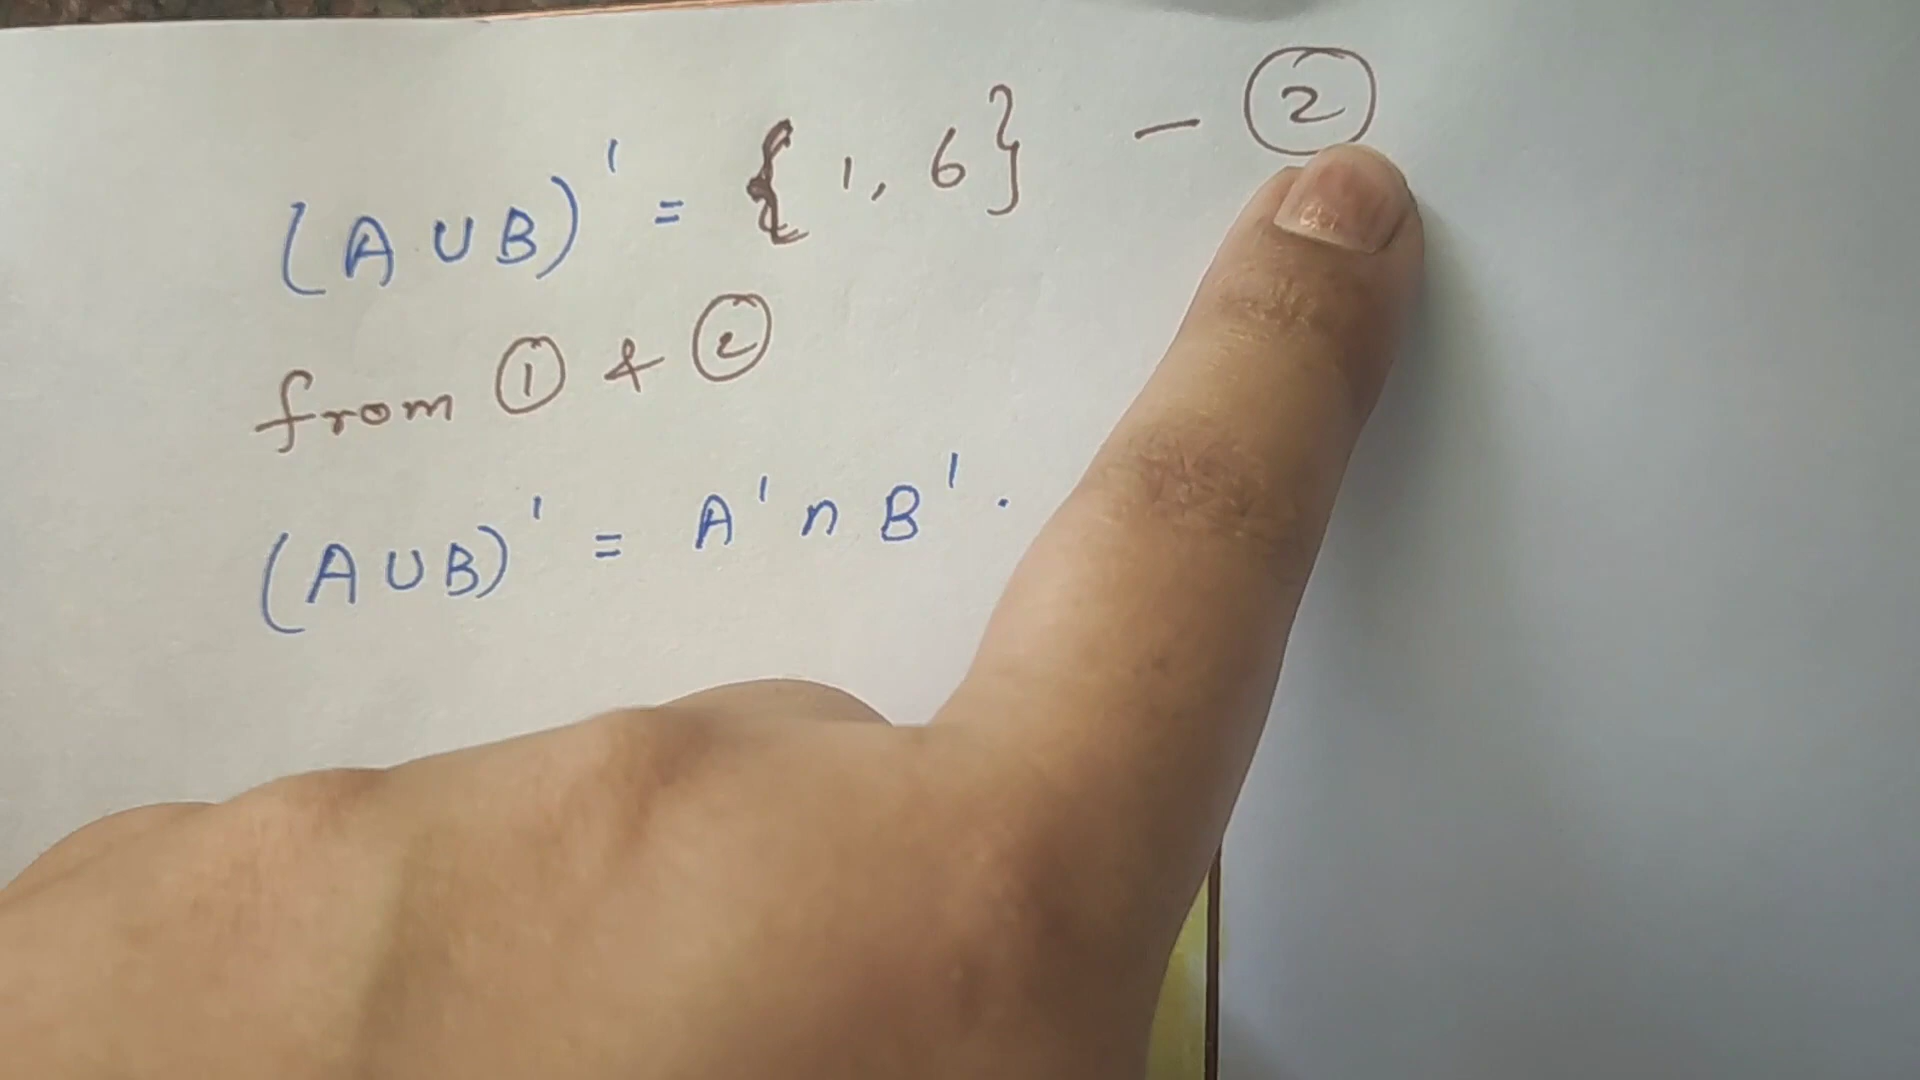 (A ∪ B)' = { 1, 6} — ②
from ① & ②
(A ∪ B)' = A' ∩ B'.